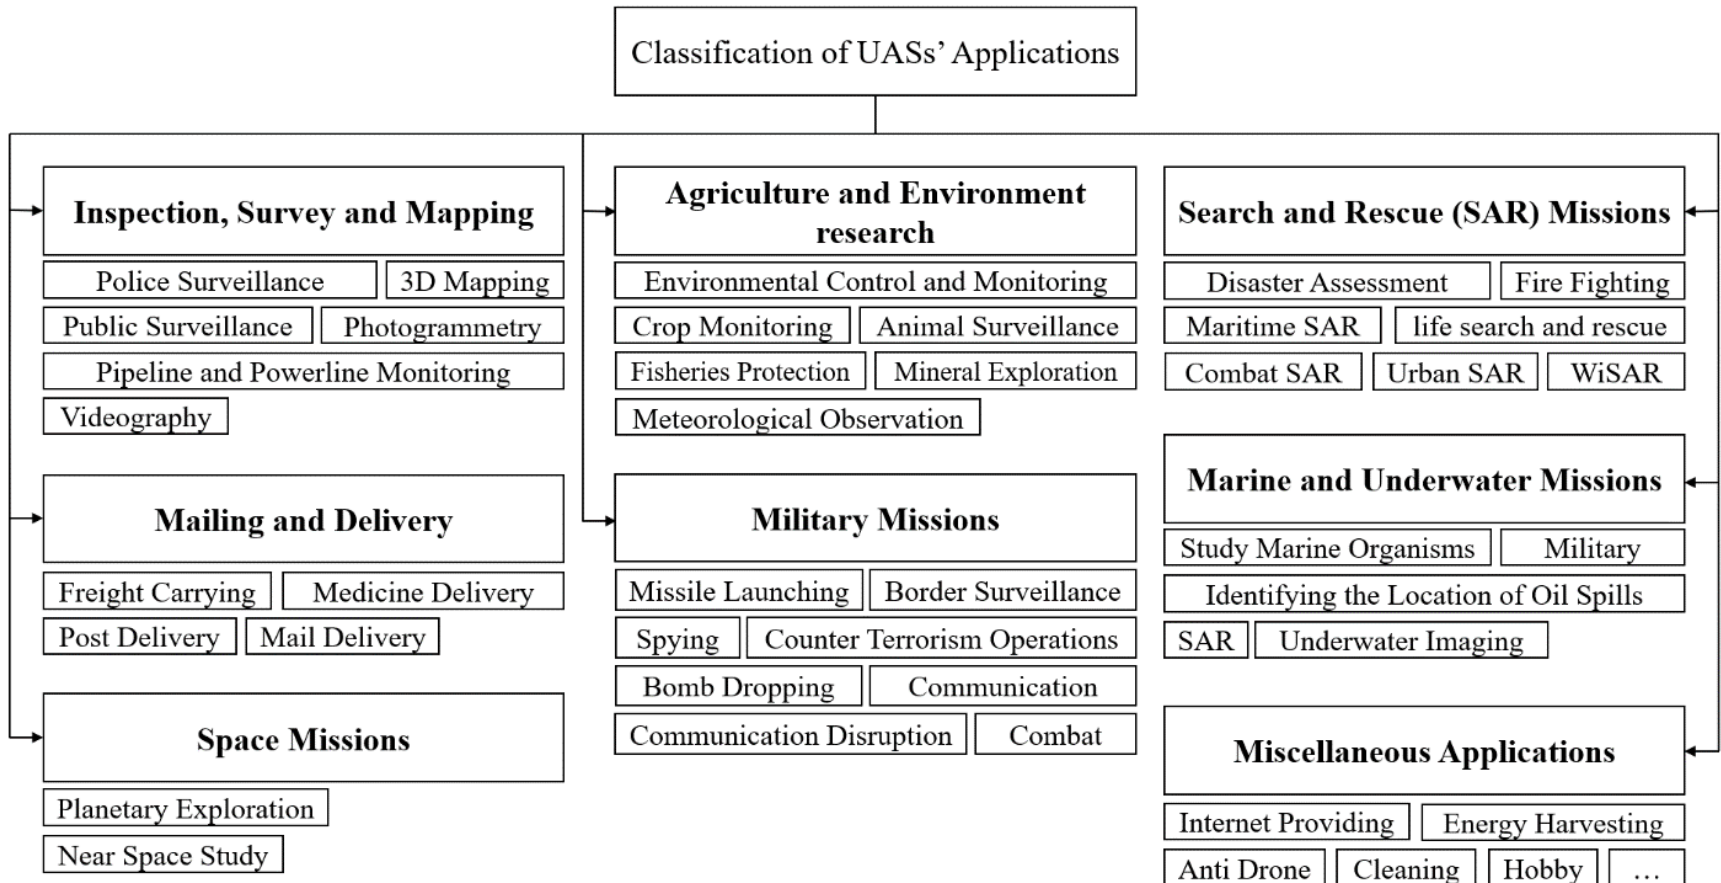 Classification of UASs' Applications
Inspection, Survey and Mapping
Police Surveillance
3D Mapping
Public Surveillance
Photogrammetry
Pipeline and Powerline Monitoring
Videography
Mailing and Delivery
Freight Carrying
Medicine Delivery
Post Delivery
Mail Delivery
Space Missions
Planetary Exploration
Near Space Study
Agriculture and Environment
research
Environmental Control and Monitoring
Crop Monitoring
Animal Surveillance
Fisheries Protection
Mineral Exploration
Meteorological Observation
Military Missions
Missile Launching
Border Surveillance
Spying
Counter Terrorism Operations
Bomb Dropping
Communication
Communication Disruption
Combat
Search and Rescue (SAR) Missions
Disaster Assessment
Fire Fighting
Maritime SAR
life search and rescue
Combat SAR
Urban SAR
WiSAR
Marine and Underwater Missions
Study Marine Organisms
Military
Identifying the Location of Oil Spills
SAR
Underwater Imaging
Miscellaneous Applications
Internet Providing
Energy Harvesting
Anti Drone
Cleaning
Hobby
…